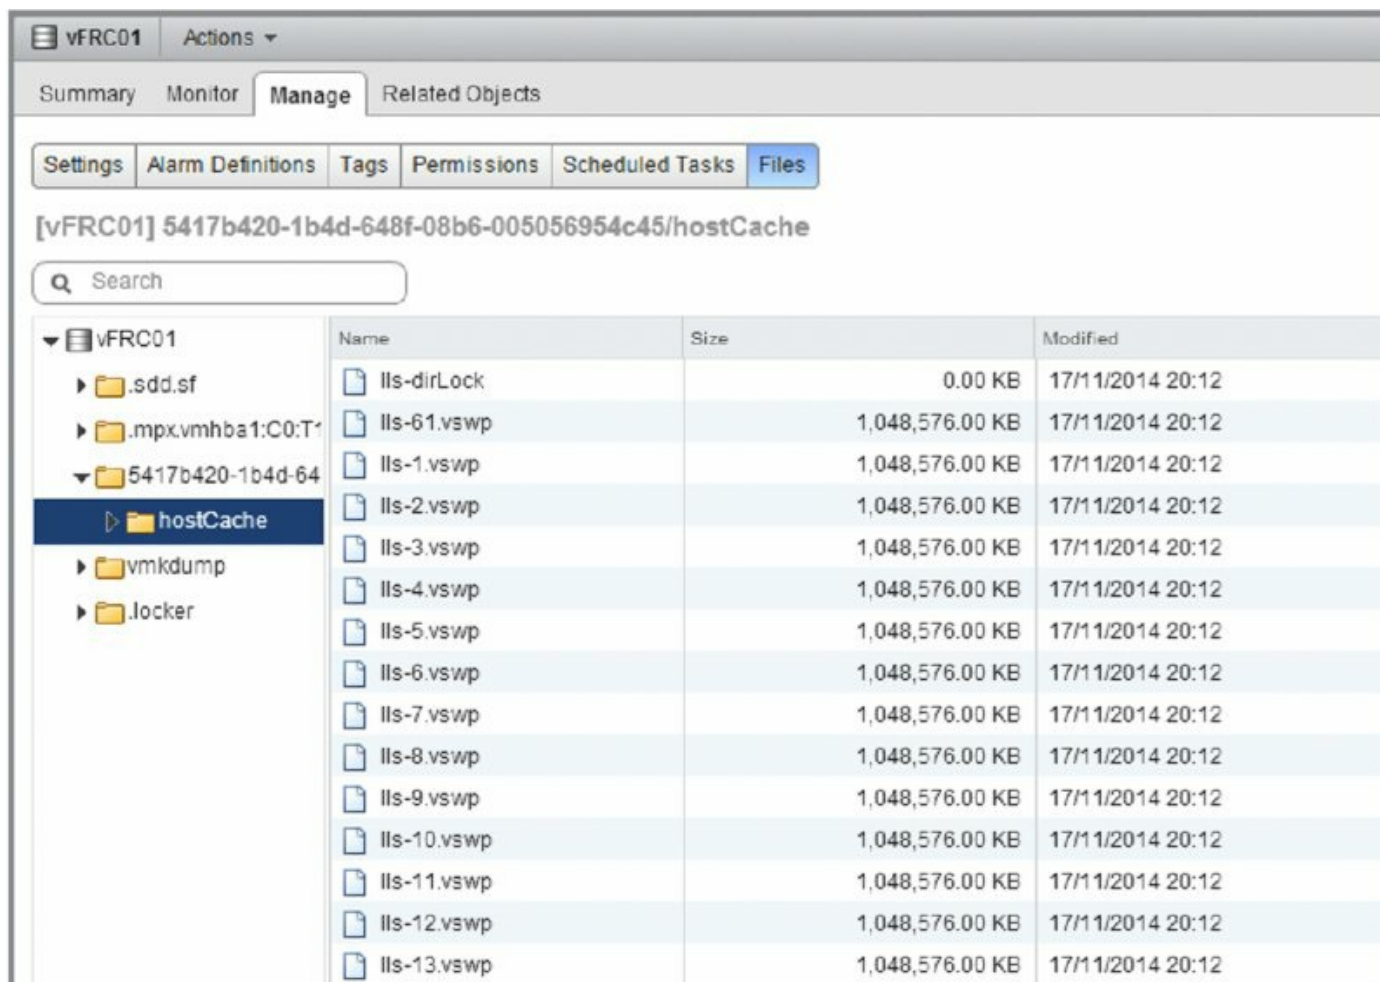 vFRC01 Actions
Summary Monitor Manage Related Objects
Settings Alarm Definitions Tags Permissions Scheduled Tasks Files
[vFRC01] 5417b420-1b4d-648f-08b6-005056954c45/hostCache
Search
vFRC01
.sdd.sf
.mpx.vmhba1:C0:T1
5417b420-1b4d-64
hostCache
vmkdump
.locker
Name Size Modified
lls-dirLock 0.00 KB 17/11/2014 20:12
lls-61.vswp 1,048,576.00 KB 17/11/2014 20:12
lls-1.vswp 1,048,576.00 KB 17/11/2014 20:12
lls-2.vswp 1,048,576.00 KB 17/11/2014 20:12
lls-3.vswp 1,048,576.00 KB 17/11/2014 20:12
lls-4.vswp 1,048,576.00 KB 17/11/2014 20:12
lls-5.vswp 1,048,576.00 KB 17/11/2014 20:12
lls-6.vswp 1,048,576.00 KB 17/11/2014 20:12
lls-7.vswp 1,048,576.00 KB 17/11/2014 20:12
lls-8.vswp 1,048,576.00 KB 17/11/2014 20:12
lls-9.vswp 1,048,576.00 KB 17/11/2014 20:12
lls-10.vswp 1,048,576.00 KB 17/11/2014 20:12
lls-11.vswp 1,048,576.00 KB 17/11/2014 20:12
lls-12.vswp 1,048,576.00 KB 17/11/2014 20:12
lls-13.vswp 1,048,576.00 KB 17/11/2014 20:12